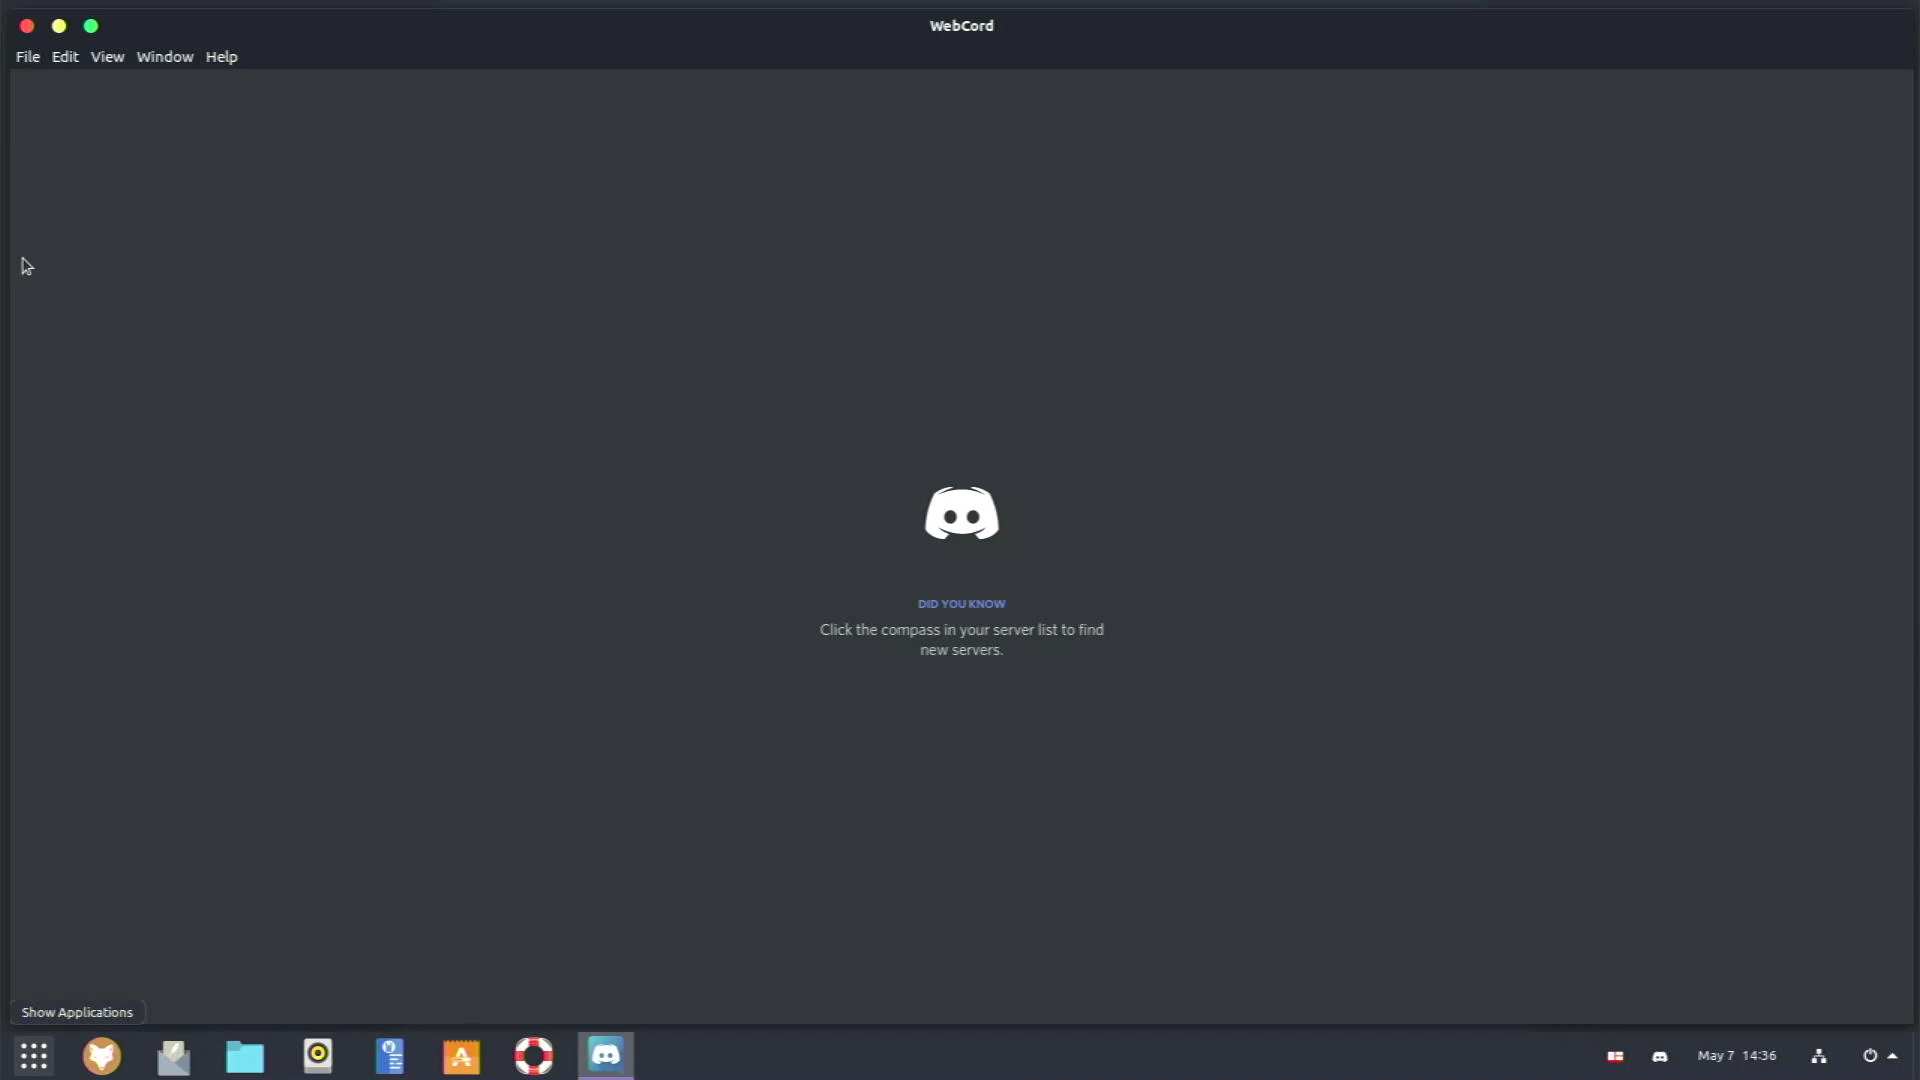 WebCord
File Edit View Window Help
DID YOU KNOW
Click the compass in your server list to find
new servers.
Show Applications
May 7 14:36